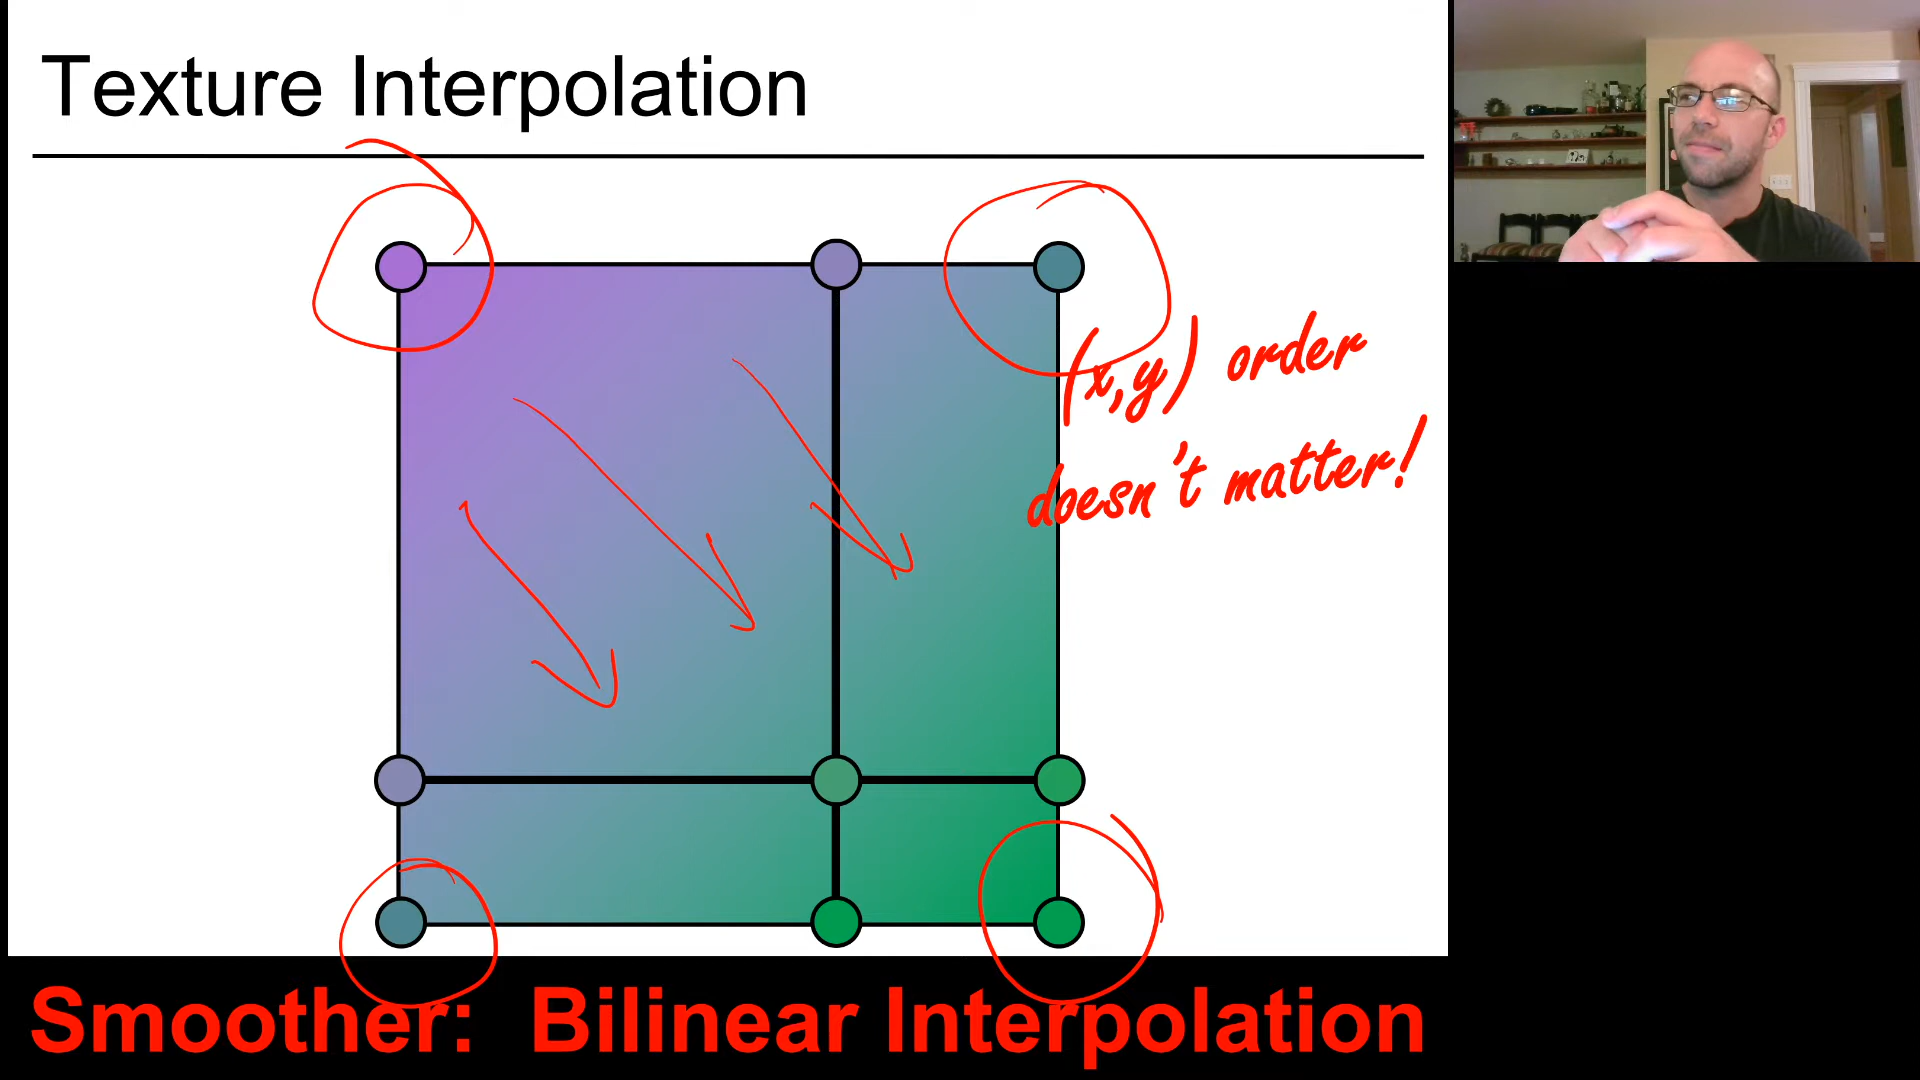 Texture Interpolation
(x,y) order
doesn't matter!
Smoother: Bilinear Interpolation